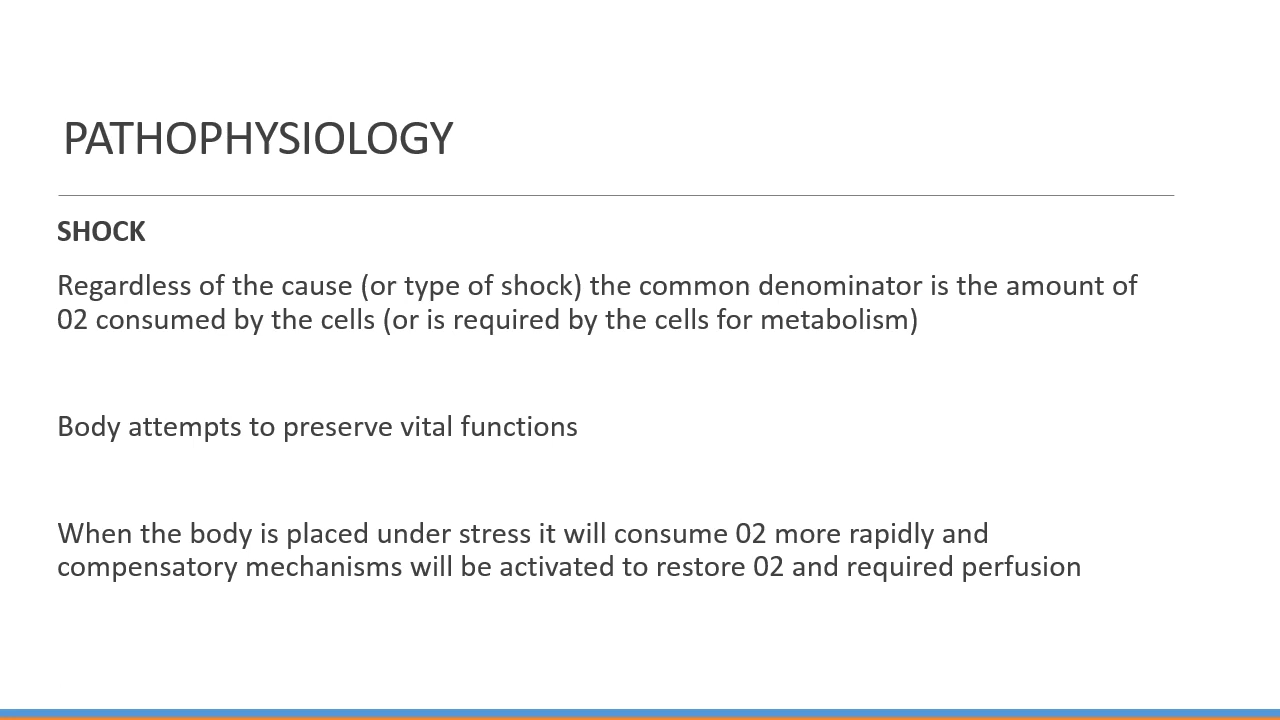 PATHOPHYSIOLOGY
SHOCK
Regardless of the cause (or type of shock) the common denominator is the amount of
02 consumed by the cells (or is required by the cells for metabolism)
Body attempts to preserve vital functions
When the body is placed under stress it will consume 02 more rapidly and
compensatory mechanisms will be activated to restore 02 and required perfusion